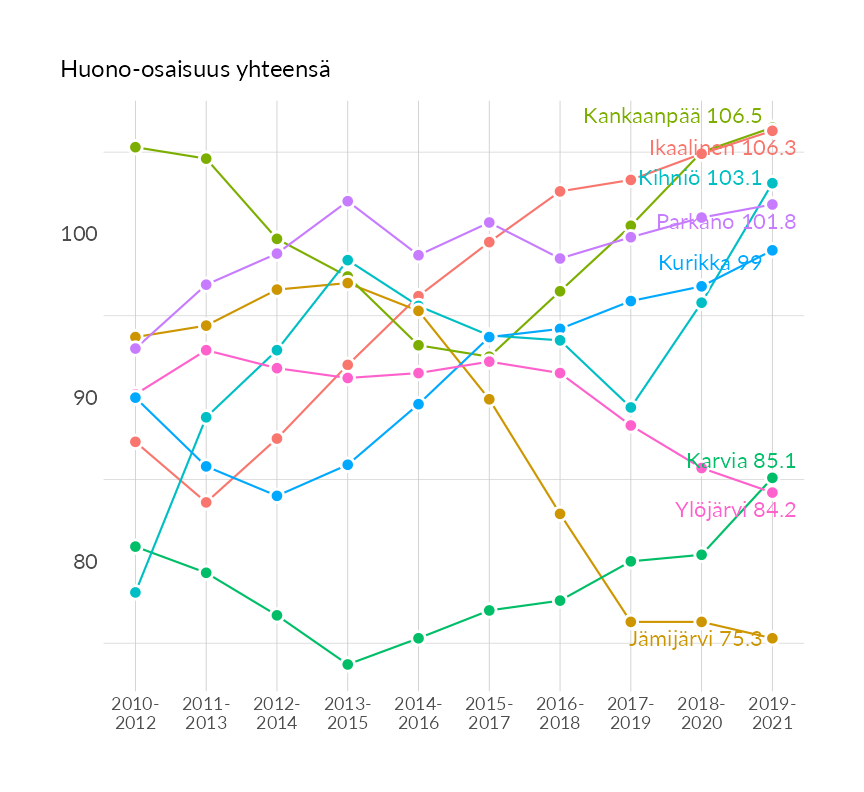 Huono-osaisuus yhteensä
Kankaanpää 106.5
Ikaalinen 106.3
Kihniö 103.1
Parkano 101.8
100
Kurikka 99
90
Karvia 85.1
Ylöjärvi 84.2
80
Jämijärvi 75.3
2010- 2011- 2012- 2013- 2014- 2015- 2016- 2017- 2018- 2019-
2012 2013 2014 2015 2016 2017 2018 2019 2020 2021